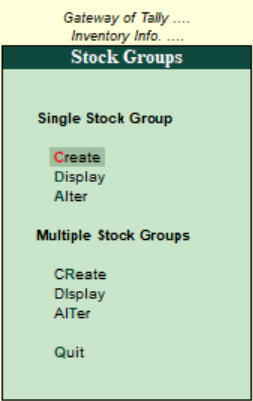 Gateway of Tally ....
Inventory Info. ....
Stock Groups
Single Stock Group
Create
Display
Alter
Multiple Stock Groups
CReate
DIsplay
AlTer
Quit